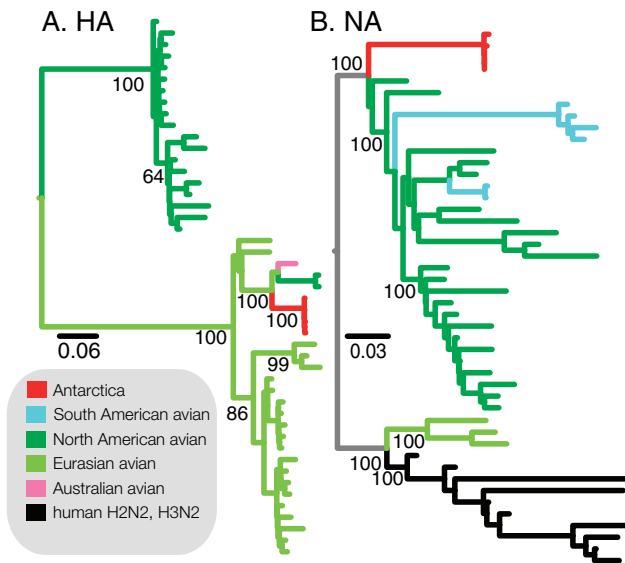 A. HA
B. NA
100
64
100
100
100
99
86
0.06
100
100
100
0.03
100
100
100
Antarctica
South American avian
North American avian
Eurasian avian
Australian avian
human H2N2, H3N2